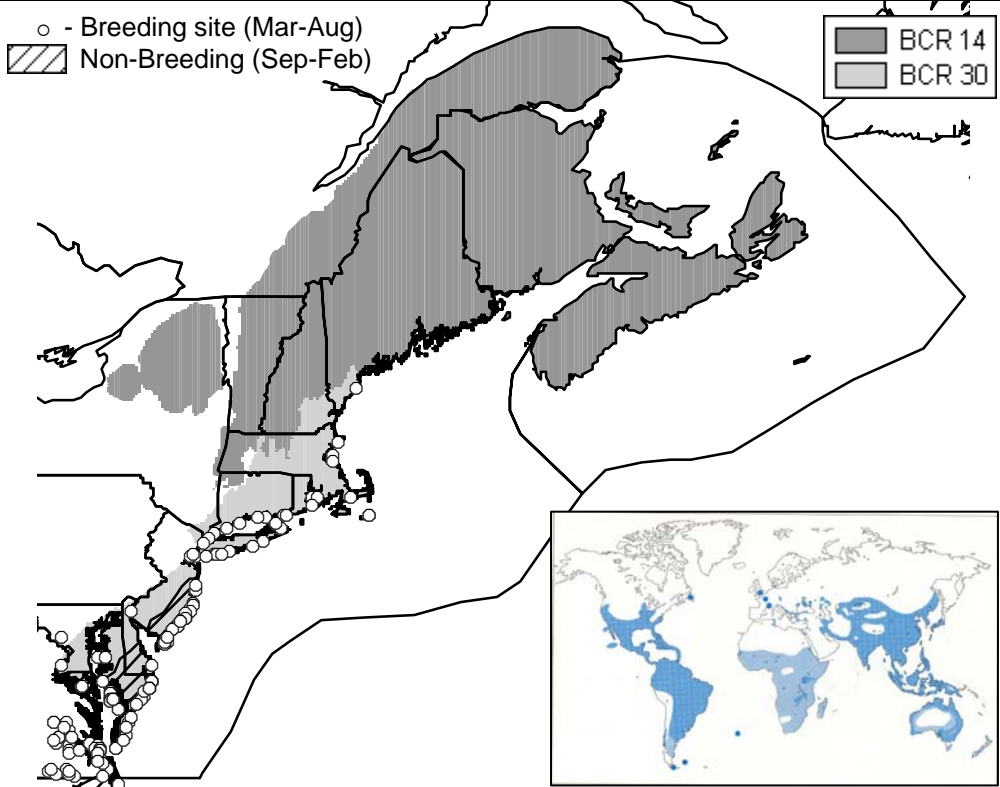 ○ - Breeding site (Mar-Aug)
Non-Breeding (Sep-Feb)
BCR 14
BCR 30